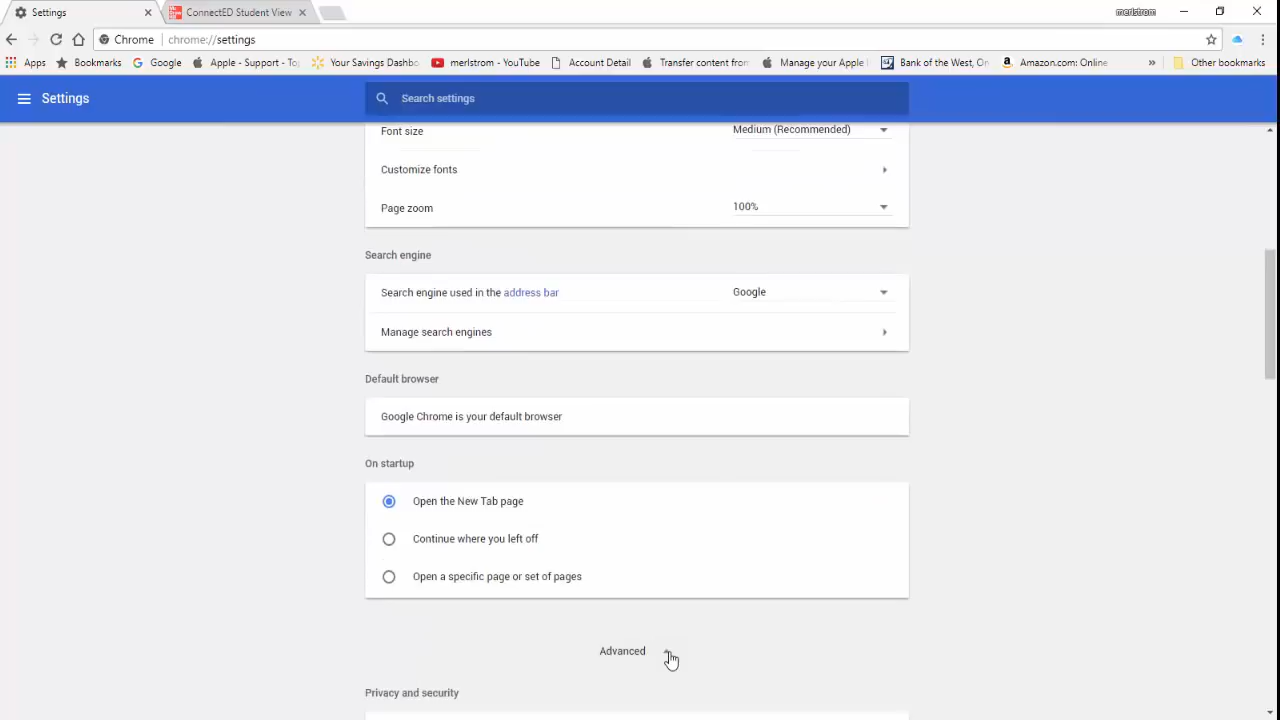 Settings
ConnectED Student View
merlstrom
Chrome
chrome://settings
Apps
Bookmarks
Google
Apple - Support - To
Your Savings Dashbo
merlstrom - YouTube
Account Detail
Transfer content from
Manage your Apple
Bank of the West, On
Amazon.com: Online
»
Other bookmarks
Settings
Search settings
Font size
Medium (Recommended)
Customize fonts
Page zoom
100%
Search engine
Search engine used in the address bar
Google
Manage search engines
Default browser
Google Chrome is your default browser
On startup
Open the New Tab page
Continue where you left off
Open a specific page or set of pages
Advanced
Privacy and security